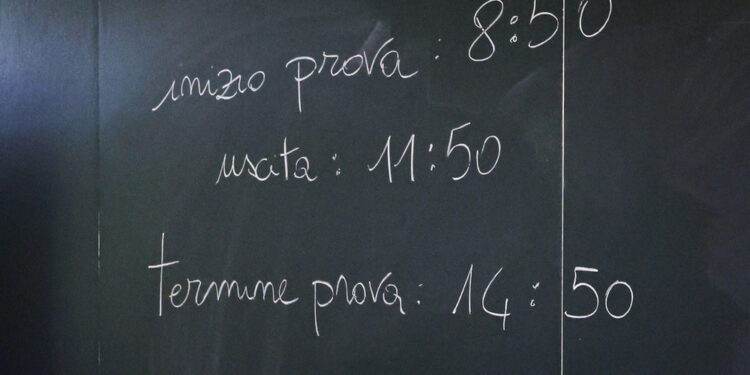 inizio prova: 8:50
uscita: 11:50
termine prova: 14:50